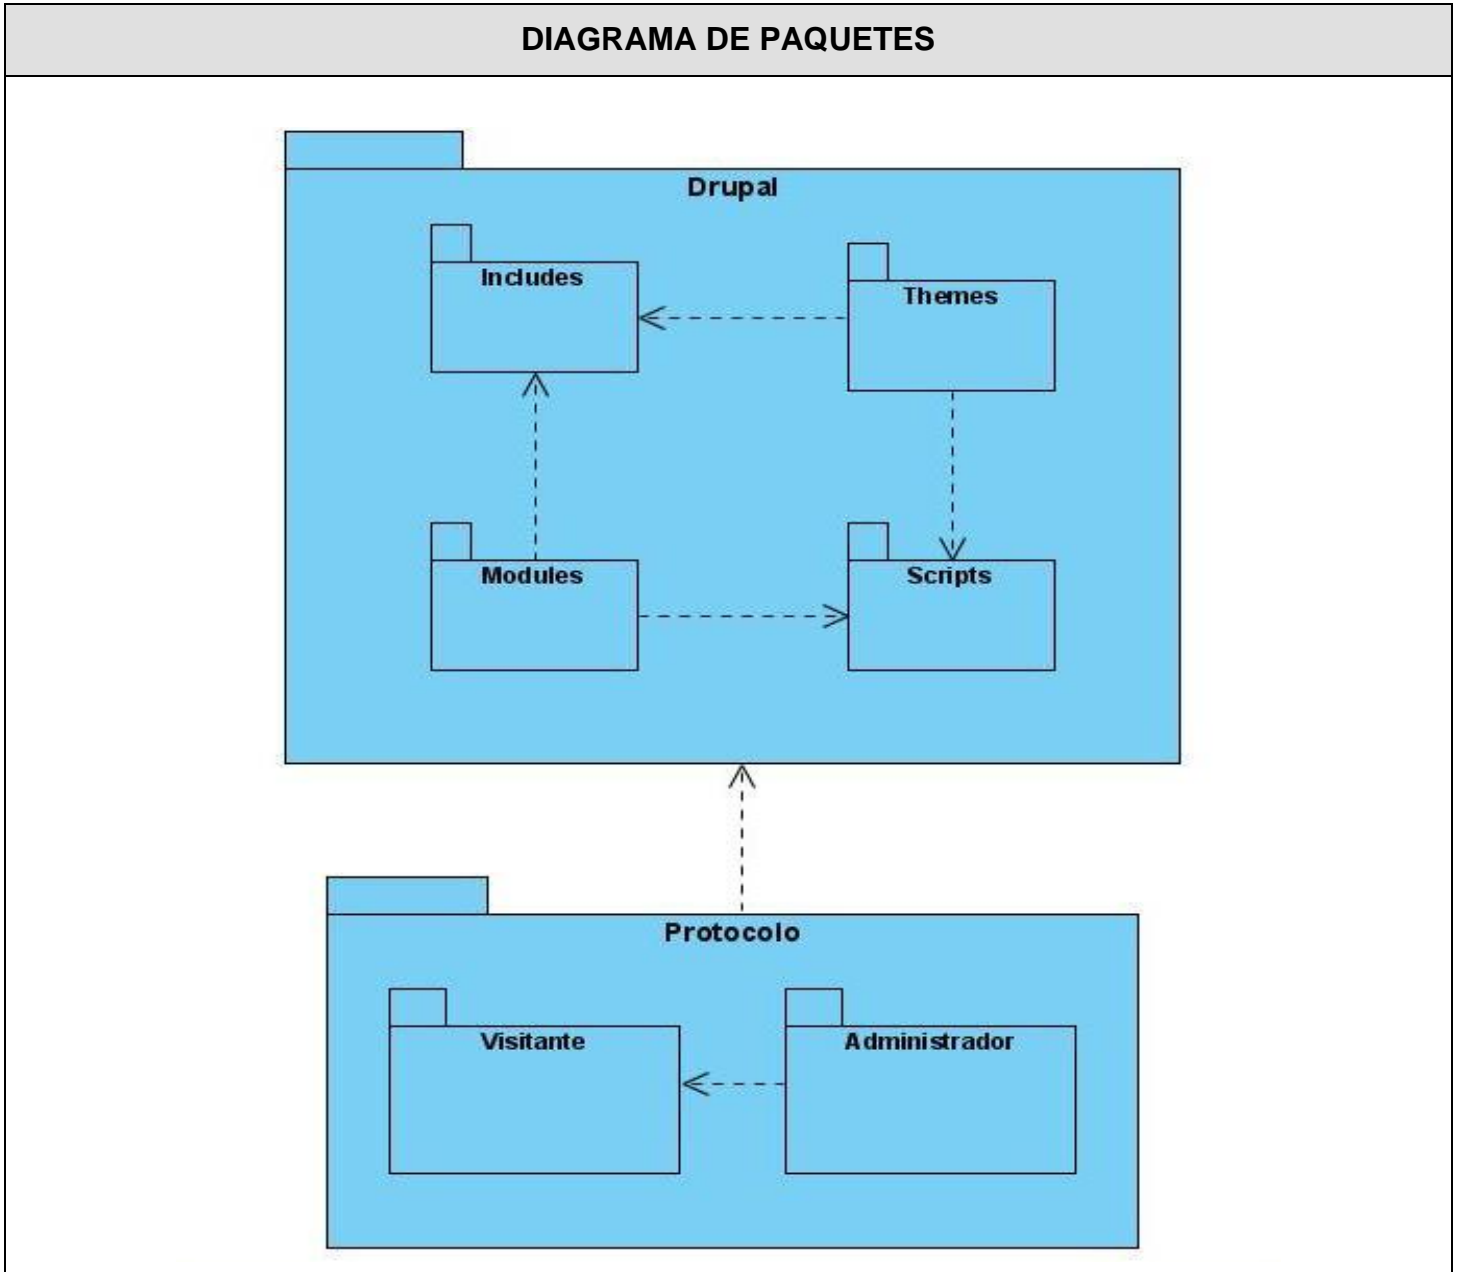 DIAGRAMA DE PAQUETES
Drupal
Includes
Themes
Modules
Scripts
Protocolo
Visitante
Administrador